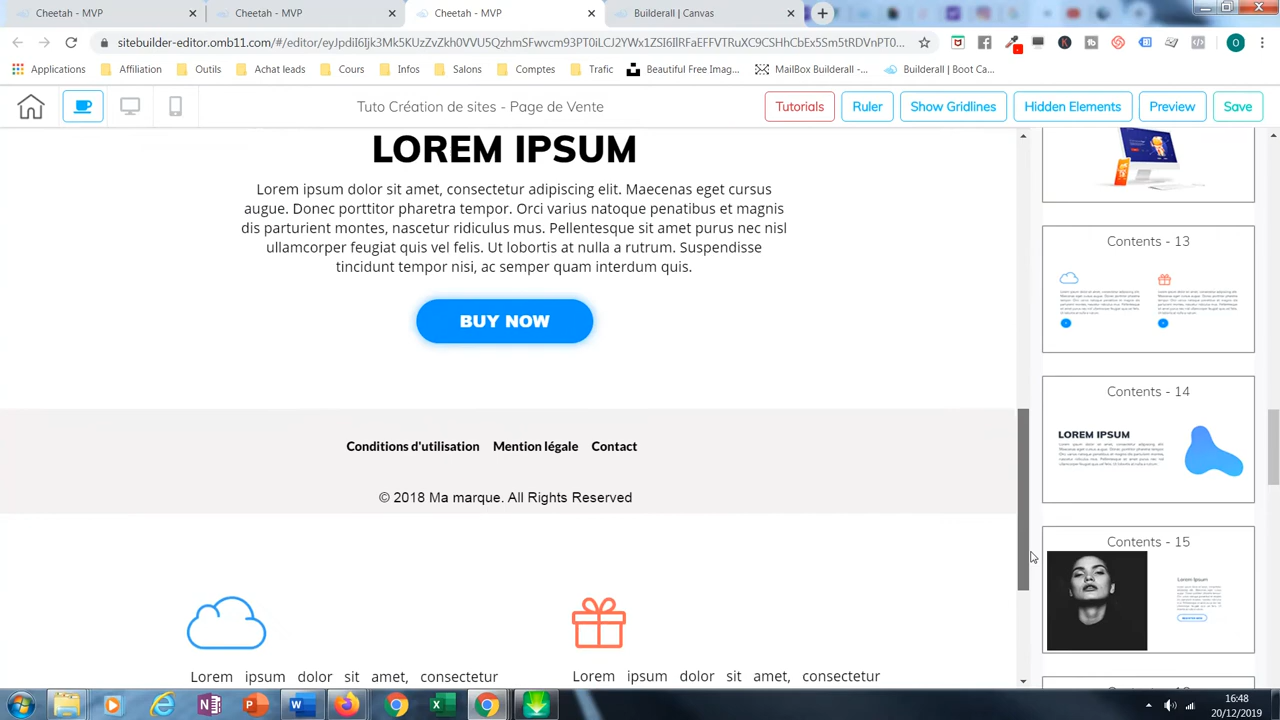 Cheetah - MVP
Cheetah - MVP
Cheetah - MVP
Builderall | Canvas
Applications
Affiliation
Outils
Achat leads
Cours
Infos
Salons
Comptes
Trafic
Beautiful Free Imag...
MailBox Builderall -...
Builderall | Boot Ca...
Tuto Création de sites - Page de Vente
Tutorials
Ruler
Show Gridlines
Hidden Elements
Preview
Save
LOREM IPSUM
Lorem ipsum dolor sit amet, consectetur adipiscing elit. Maecenas eget cursus
augue. Donec porttitor pharetra tempor. Orci varius natoque penatibus et magnis
dis parturient montes, nascetur ridiculus mus. Pellentesque sit amet purus nec nisl
ullamcorper feugiat quis vel felis. Ut lobortis at nulla a rutrum. Suspendisse
tincidunt tempor nisi, ac semper quam interdum quis.
BUY NOW
Conditions d'utilisation Mention légale Contact
© 2018 Ma marque. All Rights Reserved
Lorem ipsum dolor sit amet, consectetur
Lorem ipsum dolor sit amet, consectetur
Contents - 13
Contents - 14
LOREM IPSUM
Contents - 15
Lorem Ipsum
16:48
20/12/2019